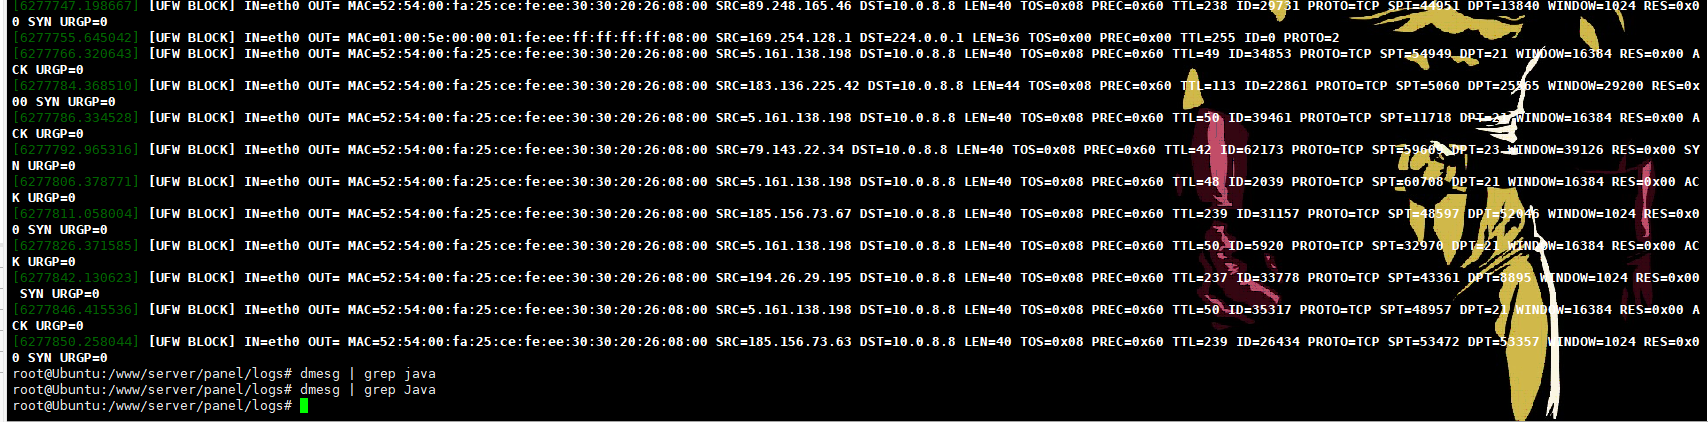 [6277747.198667] [UFW BLOCK] IN=eth0 OUT= MAC=52:54:00:fa:25:ce:fe:ee:30:30:20:26:08:00 SRC=89.248.165.46 DST=10.0.8.8 LEN=40 TOS=0x08 PREC=0x60 TTL=238 ID=29731 PROTO=TCP SPT=44951 DPT=13840 WINDOW=1024 RES=0x0
0 SYN URGP=0
[6277755.645042] [UFW BLOCK] IN=eth0 OUT= MAC=01:00:5e:00:00:01:fe:ee:ff:ff:ff:ff:08:00 SRC=169.254.128.1 DST=224.0.0.1 LEN=36 TOS=0x00 PREC=0x00 TTL=255 ID=0 PROTO=2
[6277766.320643] [UFW BLOCK] IN=eth0 OUT= MAC=52:54:00:fa:25:ce:fe:ee:30:30:20:26:08:00 SRC=5.161.138.198 DST=10.0.8.8 LEN=40 TOS=0x08 PREC=0x60 TTL=49 ID=34853 PROTO=TCP SPT=54949 DPT=21 WINDOW=16384 RES=0x00 A
CK URGP=0
[6277784.368510] [UFW BLOCK] IN=eth0 OUT= MAC=52:54:00:fa:25:ce:fe:ee:30:30:20:26:08:00 SRC=183.136.225.42 DST=10.0.8.8 LEN=44 TOS=0x08 PREC=0x60 TTL=113 ID=22861 PROTO=TCP SPT=5060 DPT=25565 WINDOW=29200 RES=0x
00 SYN URGP=0
[6277786.334528] [UFW BLOCK] IN=eth0 OUT= MAC=52:54:00:fa:25:ce:fe:ee:30:30:20:26:08:00 SRC=5.161.138.198 DST=10.0.8.8 LEN=40 TOS=0x08 PREC=0x60 TTL=50 ID=39461 PROTO=TCP SPT=11718 DPT=21 WINDOW=16384 RES=0x00 A
CK URGP=0
[6277792.965316] [UFW BLOCK] IN=eth0 OUT= MAC=52:54:00:fa:25:ce:fe:ee:30:30:20:26:08:00 SRC=79.143.22.34 DST=10.0.8.8 LEN=40 TOS=0x08 PREC=0x60 TTL=42 ID=62173 PROTO=TCP DPT=23 WINDOW=39126 RES=0x00 SY
N URGP=0
[6277806.378771] [UFW BLOCK] IN=eth0 OUT= MAC=52:54:00:fa:25:ce:fe:ee:30:30:20:26:08:00 SRC=5.161.138.198 DST=10.0.8.8 LEN=40 TOS=0x08 PREC=0x60 TTL=48 ID=2039 PROTO=TCP SPT=60708 DPT=21 WINDOW=16384 RES=0x00 AC
K URGP=0
[6277811.058004] [UFW BLOCK] IN=eth0 OUT= MAC=52:54:00:fa:25:ce:fe:ee:30:30:20:26:08:00 SRC=185.156.73.67 DST=10.0.8.8 LEN=40 TOS=0x08 PREC=0x60 TTL=239 ID=31157 PROTO=TCP SPT=48597 DPT=52046 WINDOW=1024 RES=0x0
0 SYN URGP=0
[6277826.371585] [UFW BLOCK] IN=eth0 OUT= MAC=52:54:00:fa:25:ce:fe:ee:30:30:20:26:08:00 SRC=5.161.138.198 DST=10.0.8.8 LEN=40 TOS=0x08 PREC=0x60 TTL=50 ID=5920 PROTO=TCP SPT=32970 DPT=21 WINDOW=16384 RES=0x00 AC
K URGP=0
[6277842.130623] [UFW BLOCK] IN=eth0 OUT= MAC=52:54:00:fa:25:ce:fe:ee:30:30:20:26:08:00 SRC=194.26.29.195 DST=10.0.8.8 LEN=40 TOS=0x08 PREC=0x60 TTL=237 ID=33778 PROTO=TCP SPT=43361 DPT=8895 WINDOW=1024 RES=0x00
SYN URGP=0
[6277846.415536] [UFW BLOCK] IN=eth0 OUT= MAC=52:54:00:fa:25:ce:fe:ee:30:30:20:26:08:00 SRC=5.161.138.198 DST=10.0.8.8 LEN=40 TOS=0x08 PREC=0x60 TTL=50 ID=35317 PROTO=TCP SPT=48957 DPT=21 WINDOW=16384 RES=0x00 A
CK URGP=0
[6277850.258044] [UFW BLOCK] IN=eth0 OUT= MAC=52:54:00:fa:25:ce:fe:ee:30:30:20:26:08:00 SRC=185.156.73.63 DST=10.0.8.8 LEN=40 TOS=0x08 PREC=0x60 TTL=239 ID=26434 PROTO=TCP SPT=53472 DPT=53357 WINDOW=1024 RES=0x0
0 SYN URGP=0
root@Ubuntu:/www/server/panel/logs# dmesg | grep java
root@Ubuntu:/www/server/panel/logs# dmesg | grep Java
root@Ubuntu:/www/server/panel/logs#